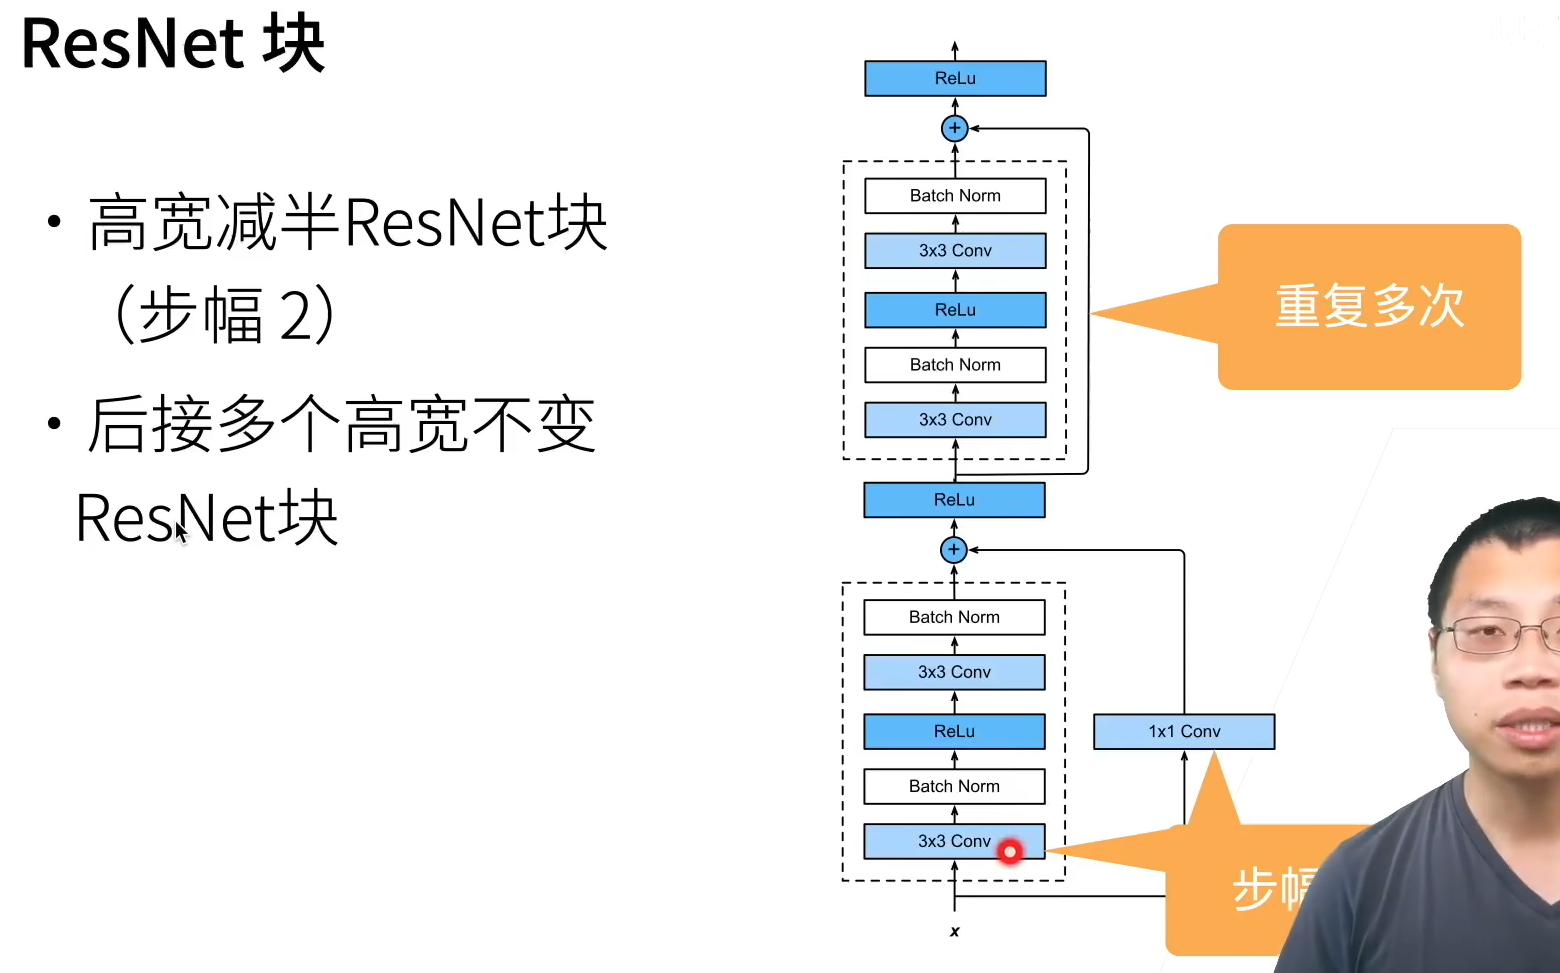 ResNet 块
• 高宽减半ResNet块
（步幅 2）
• 后接多个高宽不变
ResNet块
ReLu
+
Batch Norm
3x3 Conv
ReLu
Batch Norm
3x3 Conv
重复多次
ReLu
+
Batch Norm
3x3 Conv
ReLu
1x1 Conv
Batch Norm
3x3 Conv
步幅
x